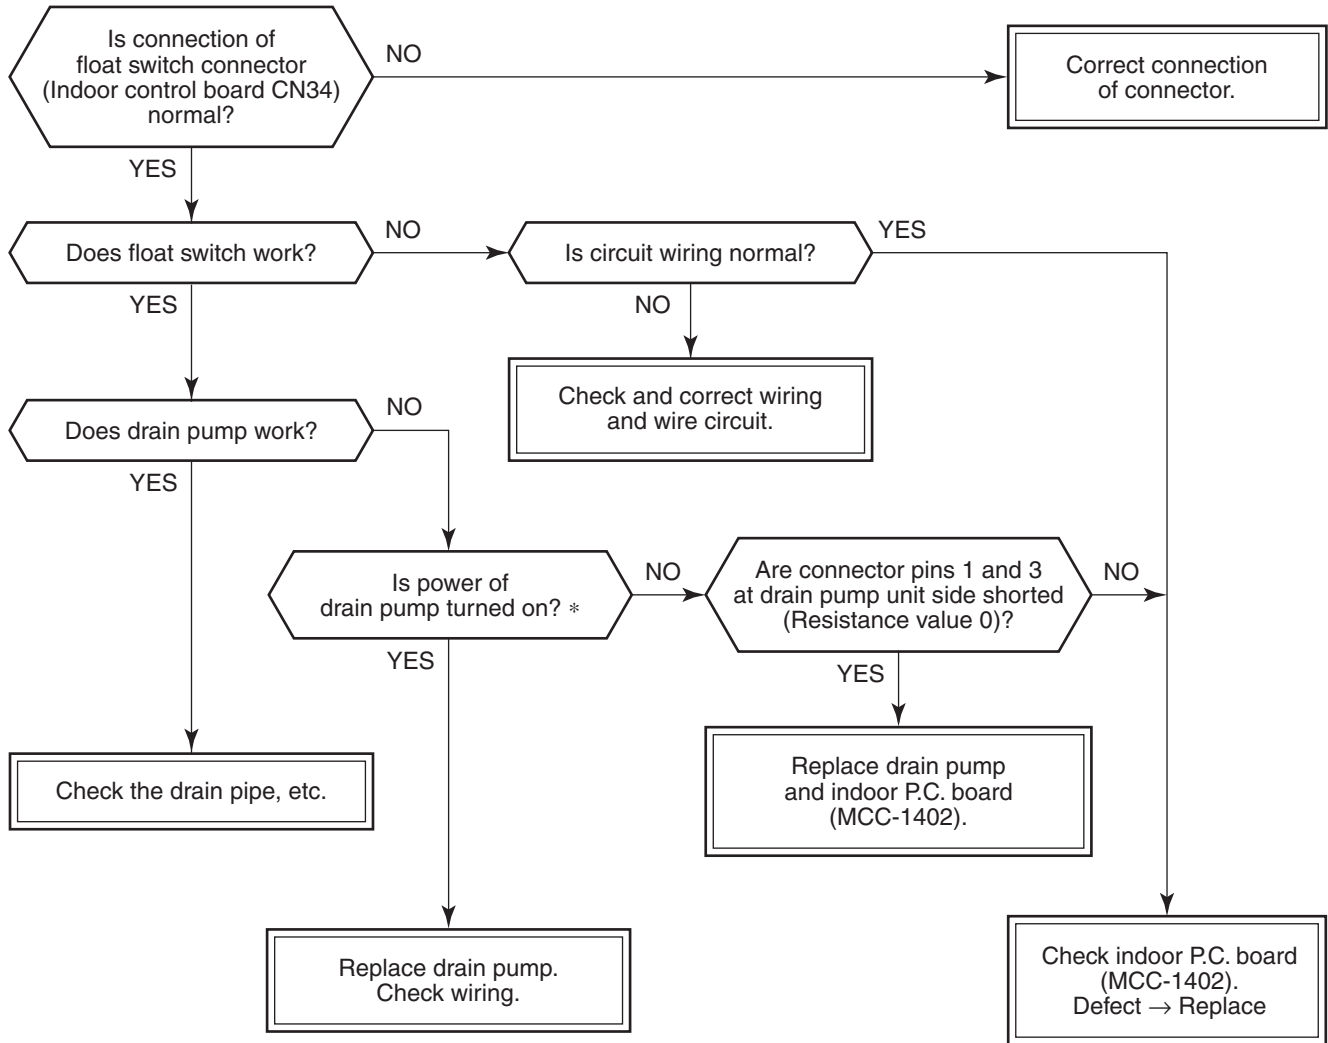 Is connection of
float switch connector
(Indoor control board CN34)
normal?
NO
Correct connection
of connector.
YES
Does float switch work?
NO
Is circuit wiring normal?
YES
YES
NO
Check and correct wiring
and wire circuit.
Does drain pump work?
NO
YES
Is power of
drain pump turned on? *
NO
Are connector pins 1 and 3
at drain pump unit side shorted
(Resistance value 0)?
NO
YES
YES
Check the drain pipe, etc.
Replace drain pump
and indoor P.C. board
(MCC-1402).
Replace drain pump.
Check wiring.
Check indoor P.C. board
(MCC-1402).
Defect → Replace